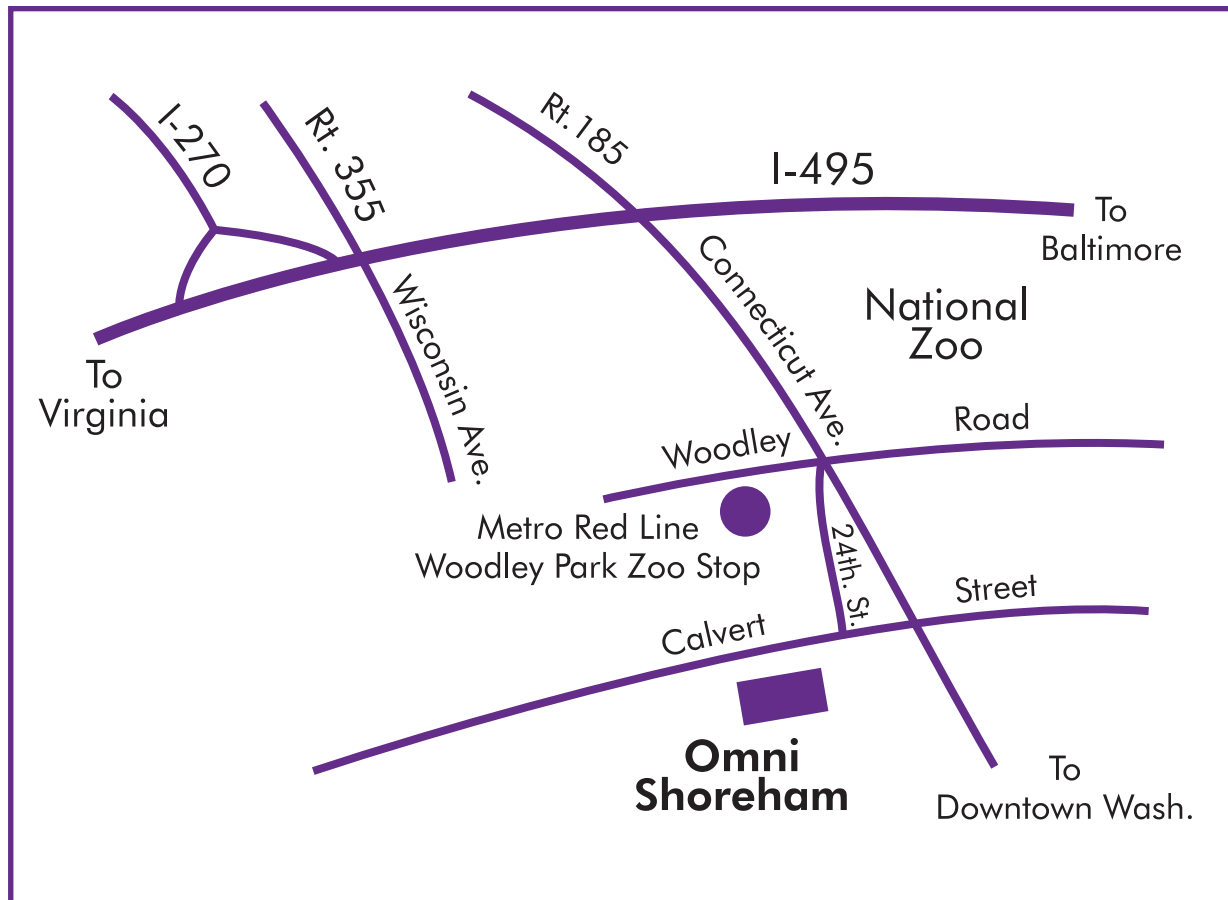 I-270
Rt. 355
Rt. 185
I-495
To
Baltimore
Connecticut Ave.
National
Zoo
Wisconsin Ave.
To
Virginia
Woodley
Road
Metro Red Line
Woodley Park Zoo Stop
24th. St.
Street
Calvert
Omni
Shoreham
To
Downtown Wash.